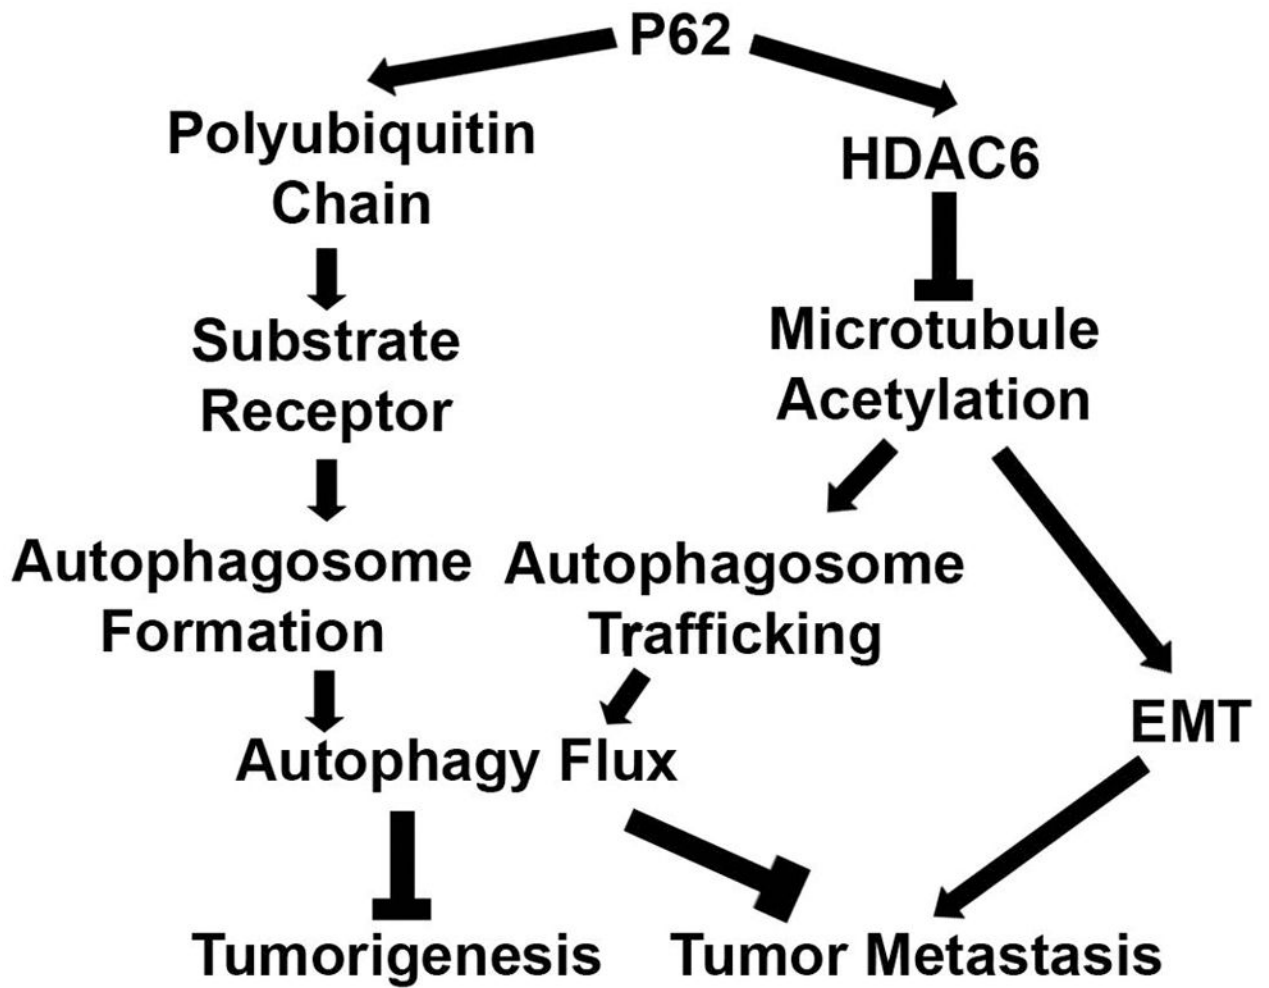 P62
Polyubiquitin
Chain
HDAC6
Substrate
Receptor
Microtubule
Acetylation
Autophagosome
Formation
Autophagosome
Trafficking
EMT
Autophagy Flux
Tumorigenesis
Tumor Metastasis